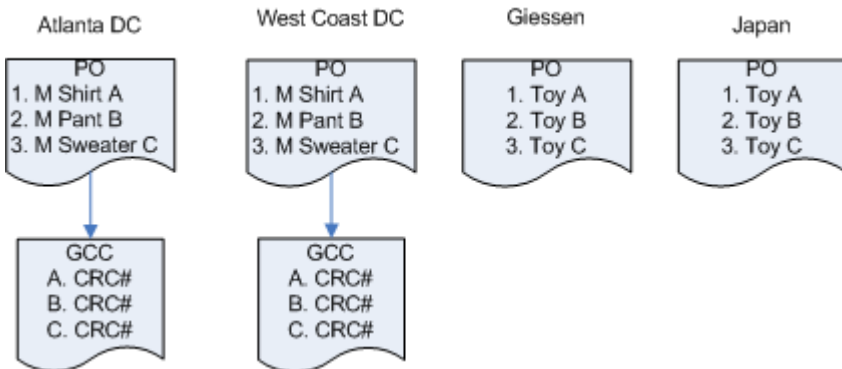 Atlanta DC
West Coast DC
Giessen
Japan
PO
1. M Shirt A
2. M Pant B
3. M Sweater C
PO
1. M Shirt A
2. M Pant B
3. M Sweater C
PO
1. Toy A
2. Toy B
3. Toy C
PO
1. Toy A
2. Toy B
3. Toy C
GCC
A. CRC#
B. CRC#
C. CRC#
GCC
A. CRC#
B. CRC#
C. CRC#